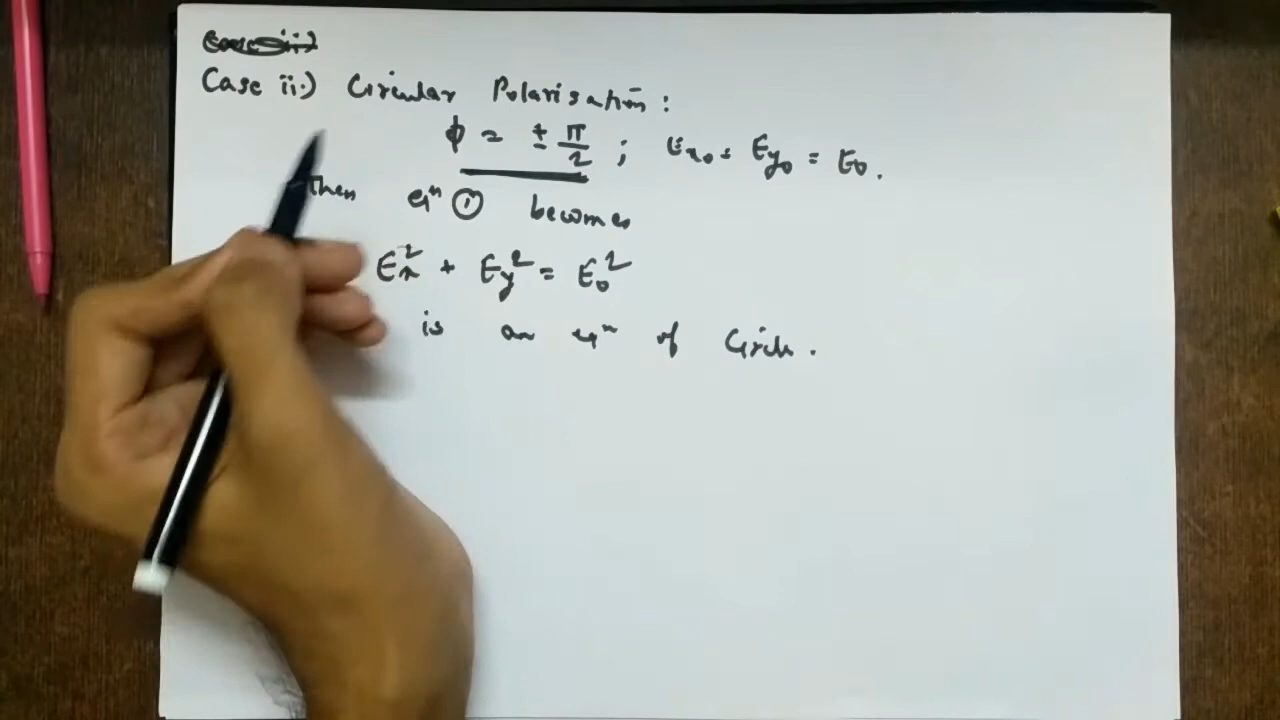 Case ii.) Circular Polarisation :
ϕ = ± π/2 ; Ex₀ = Ey₀ = E₀.
Then eqⁿ ① becomes
Ex² + Ey² = E₀²
is an eqⁿ of Circle.